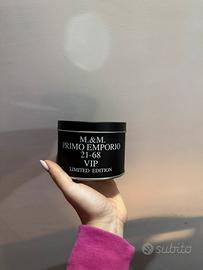 M.&M.
PRIMO EMPORIO
21-68
VIP
LIMITED EDITION
subito